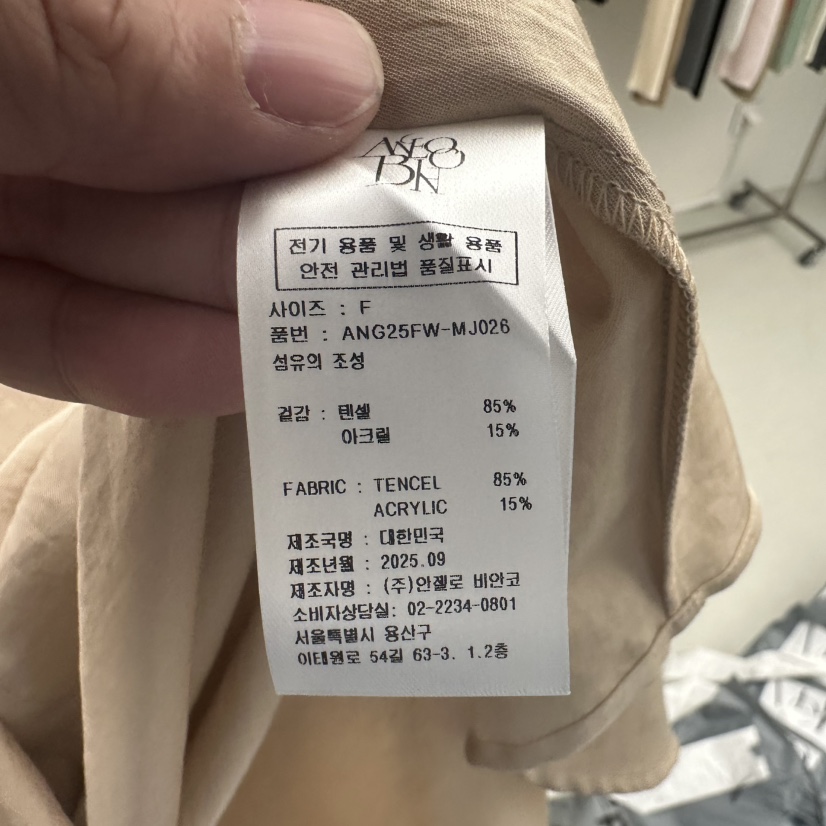 전기 용품 및 생활 용품
안전 관리법 품질표시
사이즈 : F
품번 : ANG25FW-MJ026
섬유의 조성
겉감 : 텐셀 85%
아크릴 15%
FABRIC : TENCEL 85%
ACRYLIC 15%
제조국명 : 대한민국
제조년월 : 2025.09
제조자명 : (주)안젤로 비안코
소비자상담실: 02-2234-0801
서울특별시 용산구
이태원로 54길 63-3. 1.2층